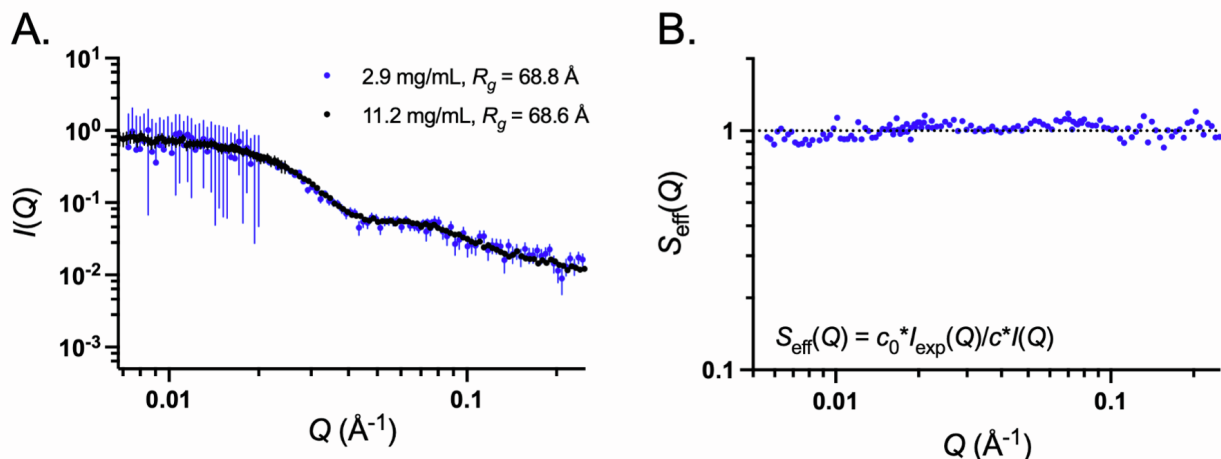 A.
B.
10¹
10⁰
10⁻¹
10⁻²
10⁻³
I(Q)
2.9 mg/mL, Rg = 68.8 Å
11.2 mg/mL, Rg = 68.6 Å
0.01
0.1
Q (Å⁻¹)
1
0.1
Seff(Q)
Seff(Q) = c₀*Iexp(Q)/c*I(Q)
0.01
0.1
Q (Å⁻¹)